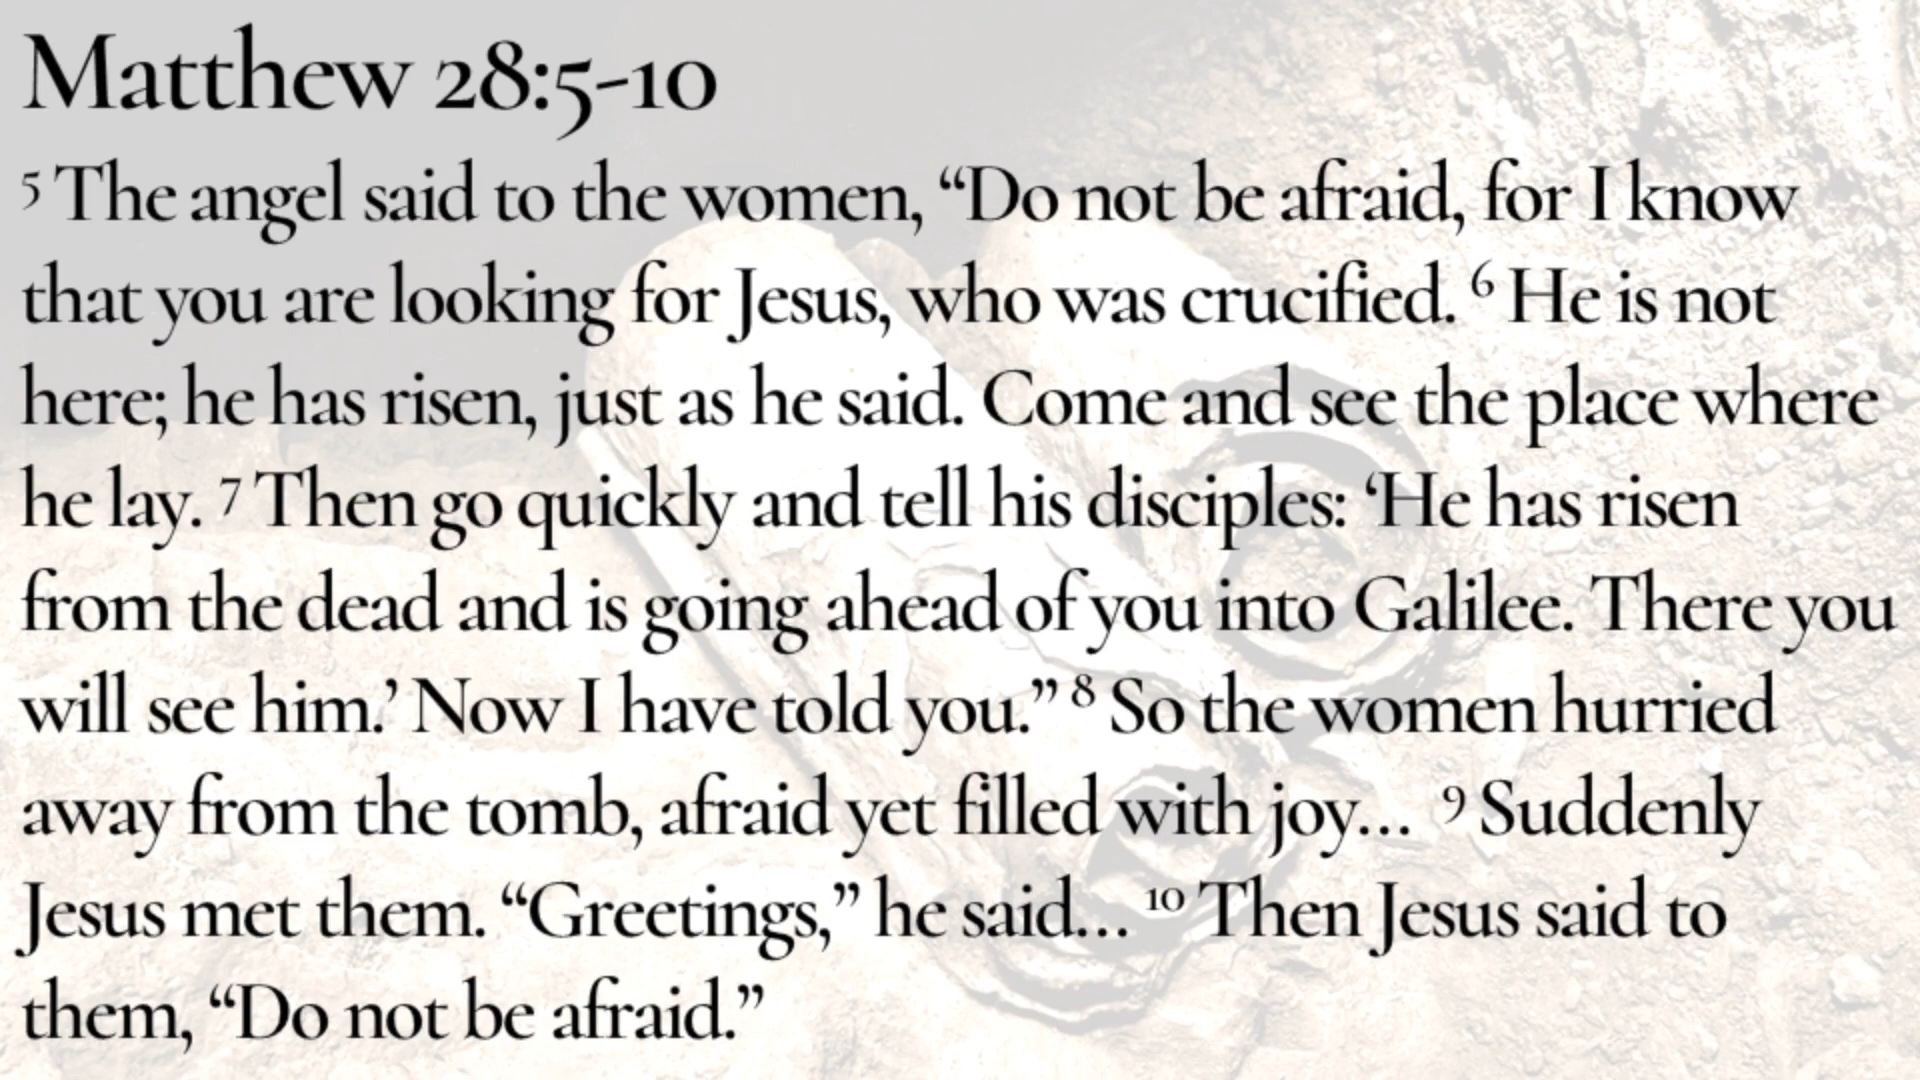 Matthew 28:5-10
⁵ The angel said to the women, “Do not be afraid, for I know
that you are looking for Jesus, who was crucified. ⁶ He is not
here; he has risen, just as he said. Come and see the place where
he lay. ⁷ Then go quickly and tell his disciples: ‘He has risen
from the dead and is going ahead of you into Galilee. There you
will see him.’ Now I have told you.” ⁸ So the women hurried
away from the tomb, afraid yet filled with joy… ⁹ Suddenly
Jesus met them. “Greetings,” he said… ¹⁰ Then Jesus said to
them, “Do not be afraid.”